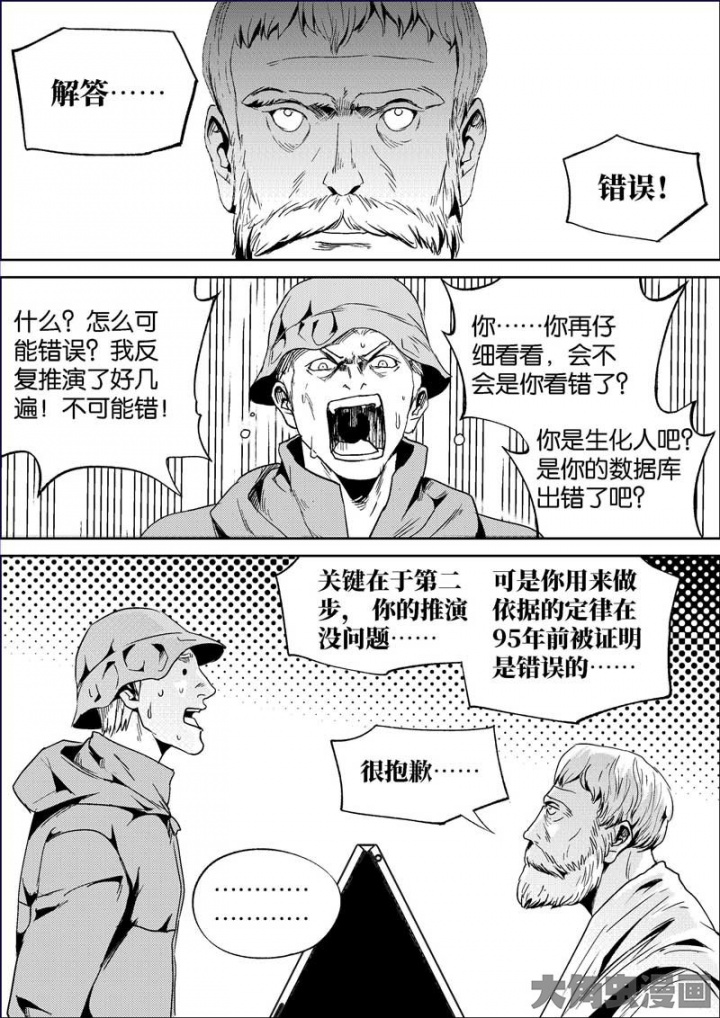 解答……
错误！
什么？怎么可
能错误？我反
复推演了好几
遍！不可能错！
你……你再仔
细看看，会不
会是你看错了？
你是生化人吧？
是你的数据库
出错了吧？
关键在于第二
步，你的推演
没问题……
可是你用来做
依据的定律在
95年前被证明
是错误的……
很抱歉……
…………
…………
大角虫漫画